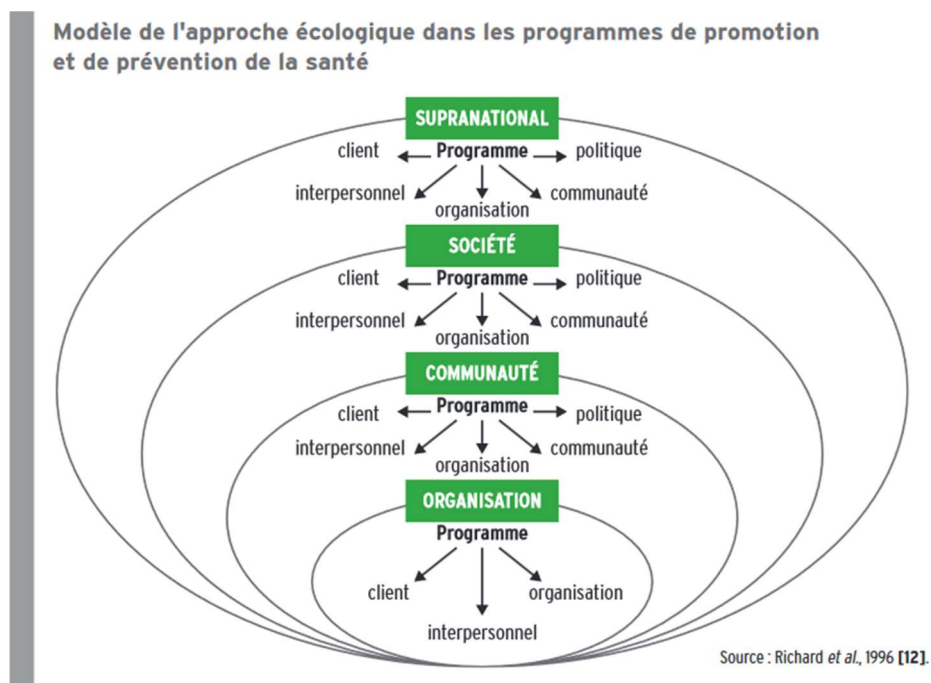 Modèle de l'approche écologique dans les programmes de promotion
et de prévention de la santé
SUPRANATIONAL
client Programme politique
interpersonnel communauté
organisation
SOCIÉTÉ
client Programme politique
interpersonnel communauté
organisation
COMMUNAUTÉ
client Programme politique
interpersonnel communauté
organisation
ORGANISATION
Programme
client organisation
interpersonnel
Source : Richard et al., 1996 [12].